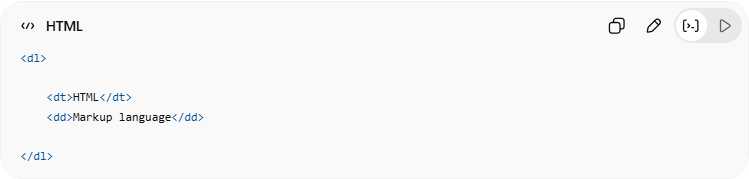 HTML
<dl>
<dt>HTML</dt>
<dd>Markup language</dd>
</dl>